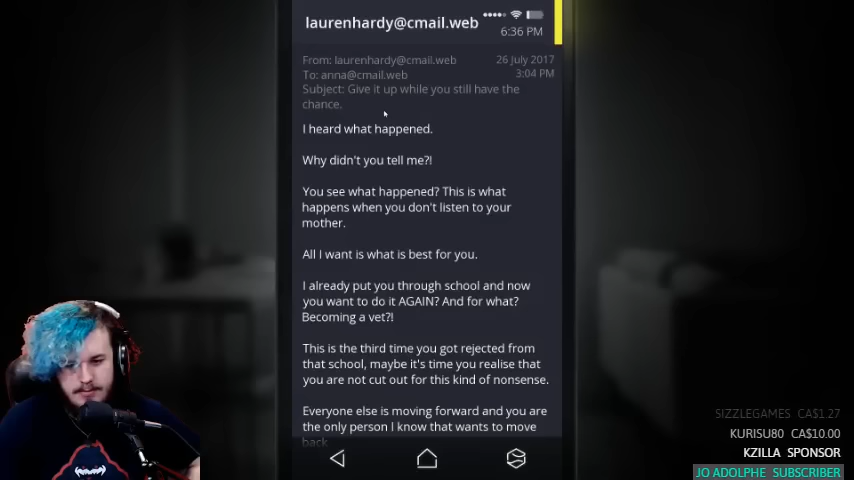 laurenhardy@cmail.web
6:36 PM
From: laurenhardy@cmail.web
26 July 2017
To: anna@cmail.web
3:04 PM
Subject: Give it up while you still have the
chance.
I heard what happened.
Why didn't you tell me?!
You see what happened? This is what
happens when you don't listen to your
mother.
All I want is what is best for you.
I already put you through school and now
you want to do it AGAIN? And for what?
Becoming a vet?!
This is the third time you got rejected from
that school, maybe it's time you realise that
you are not cut out for this kind of nonsense.
Everyone else is moving forward and you are
the only person I know that wants to move
back
SIZZLEGAMES CA$1.27
KURISU80 CA$10.00
KZILLA SPONSOR
JO ADOLPHE SUBSCRIBER